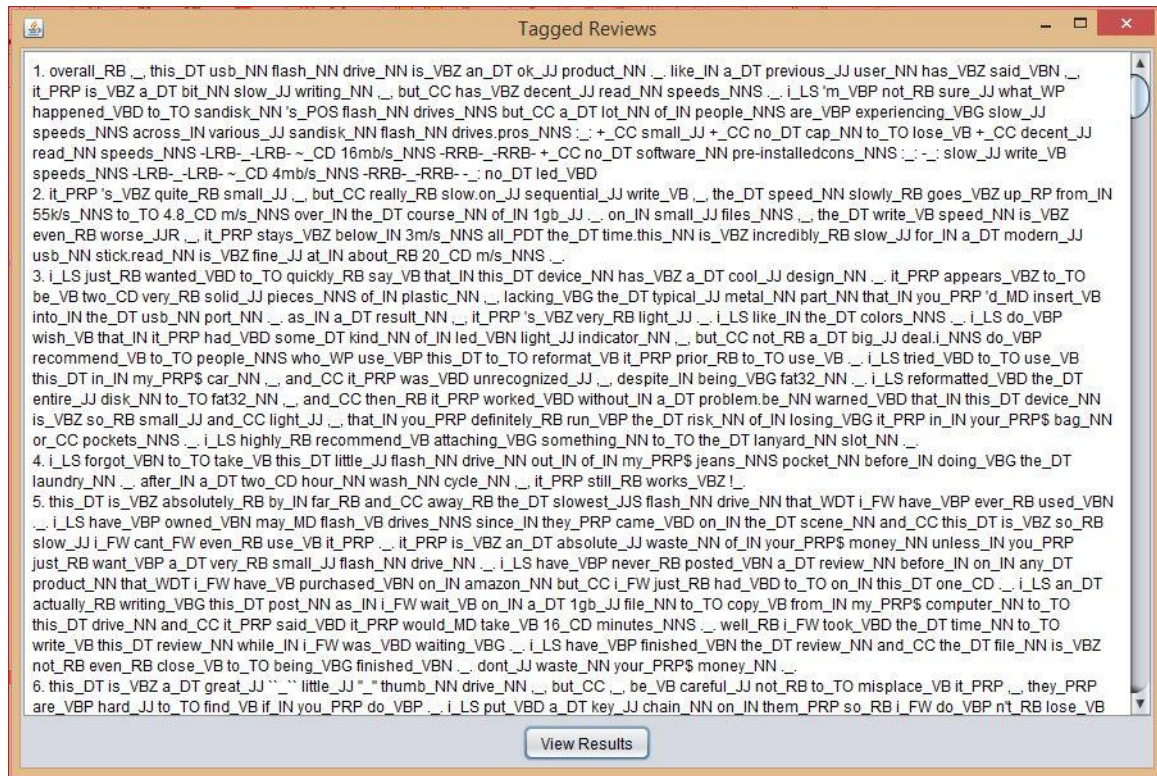 Tagged Reviews
1. overall_RB ,_, this_DT usb_NN flash_NN drive_NN is_VBZ an_DT ok_JJ product_NN ._. like_IN a_DT previous_JJ user_NN has_VBZ said_VBN ,_,
it_PRP is_VBZ a_DT bit_NN slow_JJ writing_NN ,_, but_CC has_VBZ decent_JJ read_NN speeds_NNS ._. i_LS 'm_VBP not_RB sure_JJ what_WP
happened_VBD to_TO sandisk_NN 's_POS flash_NN drives_NNS but_CC a_DT lot_NN of_IN people_NNS are_VBP experiencing_VBG slow_JJ
speeds_NNS across_IN various_JJ sandisk_NN flash_NN drives.pros_NNS :_: +_CC small_JJ +_CC no_DT cap_NN to_TO lose_VB +_CC decent_JJ
read_NN speeds_NNS -LRB-_-LRB- ~_CD 16mb/s_NNS -RRB-_-RRB- +_CC no_DT software_NN pre-installedcons_NNS :_: -_: slow_JJ write_VB
speeds_NNS -LRB-_-LRB- ~_CD 4mb/s_NNS -RRB-_-RRB- -_: no_DT led_VBD
2. it_PRP 's_VBZ quite_RB small_JJ ,_, but_CC really_RB slow.on_JJ sequential_JJ write_VB ,_, the_DT speed_NN slowly_RB goes_VBZ up_RP from_IN
55k/s_NNS to_TO 4.8_CD m/s_NNS over_IN the_DT course_NN of_IN 1gb_JJ ._. on_IN small_JJ files_NNS ,_, the_DT write_VB speed_NN is_VBZ
even_RB worse_JJR ,_, it_PRP stays_VBZ below_IN 3m/s_NNS all_PDT the_DT time.this_NN is_VBZ incredibly_RB slow_JJ for_IN a_DT modern_JJ
usb_NN stick.read_NN is_VBZ fine_JJ at_IN about_RB 20_CD m/s_NNS ._.
3. i_LS just_RB wanted_VBD to_TO quickly_RB say_VB that_IN this_DT device_NN has_VBZ a_DT cool_JJ design_NN ._. it_PRP appears_VBZ to_TO
be_VB two_CD very_RB solid_JJ pieces_NNS of_IN plastic_NN ,_, lacking_VBG the_DT typical_JJ metal_NN part_NN that_IN you_PRP 'd_MD insert_VB
into_IN the_DT usb_NN port_NN ._. as_IN a_DT result_NN ,_, it_PRP 's_VBZ very_RB light_JJ ._. i_LS like_IN the_DT colors_NNS ._. i_LS do_VBP
wish_VB that_IN it_PRP had_VBD some_DT kind_NN of_IN led_VBN light_JJ indicator_NN ,_, but_CC not_RB a_DT big_JJ deal.i_NNS do_VBP
recommend_VB to_TO people_NNS who_WP use_VBP this_DT to_TO reformat_VB it_PRP prior_RB to_TO use_VB ._. i_LS tried_VBD to_TO use_VB
this_DT in_IN my_PRP$ car_NN ,_, and_CC it_PRP was_VBD unrecognized_JJ ,_, despite_IN being_VBG fat32_NN ._. i_LS reformatted_VBD the_DT
entire_JJ disk_NN to_TO fat32_NN ,_, and_CC then_RB it_PRP worked_VBD without_IN a_DT problem.be_NN warned_VBD that_IN this_DT device_NN
is_VBZ so_RB small_JJ and_CC light_JJ ,_, that_IN you_PRP definitely_RB run_VBP the_DT risk_NN of_IN losing_VBG it_PRP in_IN your_PRP$ bag_NN
or_CC pockets_NNS ._. i_LS highly_RB recommend_VB attaching_VBG something_NN to_TO the_DT lanyard_NN slot_NN ._.
4. i_LS forgot_VBN to_TO take_VB this_DT little_JJ flash_NN drive_NN out_IN of_IN my_PRP$ jeans_NNS pocket_NN before_IN doing_VBG the_DT
laundry_NN ._. after_IN a_DT two_CD hour_NN wash_NN cycle_NN ,_, it_PRP still_RB works_VBZ !_.
5. this_DT is_VBZ absolutely_RB by_IN far_RB and_CC away_RB the_DT slowest_JJS flash_NN drive_NN that_WDT i_FW have_VBP ever_RB used_VBN
._. i_LS have_VBP owned_VBN may_MD flash_VB drives_NNS since_IN they_PRP came_VBD on_IN the_DT scene_NN and_CC this_DT is_VBZ so_RB
slow_JJ i_FW cant_FW even_RB use_VB it_PRP ._. it_PRP is_VBZ an_DT absolute_JJ waste_NN of_IN your_PRP$ money_NN unless_IN you_PRP
just_RB want_VBP a_DT very_RB small_JJ flash_NN drive_NN ._. i_LS have_VBP never_RB posted_VBN a_DT review_NN before_IN on_IN any_DT
product_NN that_WDT i_FW have_VB purchased_VBN on_IN amazon_NN but_CC i_FW just_RB had_VBD to_TO on_IN this_DT one_CD ._. i_LS an_DT
actually_RB writing_VBG this_DT post_NN as_IN i_FW wait_VB on_IN a_DT 1gb_JJ file_NN to_TO copy_VB from_IN my_PRP$ computer_NN to_TO
this_DT drive_NN and_CC it_PRP said_VBD it_PRP would_MD take_VB 16_CD minutes_NNS ._. well_RB i_FW took_VBD the_DT time_NN to_TO
write_VB this_DT review_NN while_IN i_FW was_VBD waiting_VBG ._. i_LS have_VBP finished_VBN the_DT review_NN and_CC the_DT file_NN is_VBZ
not_RB even_RB close_VB to_TO being_VBG finished_VBN ._. dont_JJ waste_NN your_PRP$ money_NN ._.
6. this_DT is_VBZ a_DT great_JJ ``_`` little_JJ "_" thumb_NN drive_NN ,_, but_CC ,_, be_VB careful_JJ not_RB to_TO misplace_VB it_PRP ,_, they_PRP
are_VBP hard_JJ to_TO find_VB if_IN you_PRP do_VBP ._. i_LS put_VBD a_DT key_JJ chain_NN on_IN them_PRP so_RB i_FW do_VBP n't_RB lose_VB
View Results